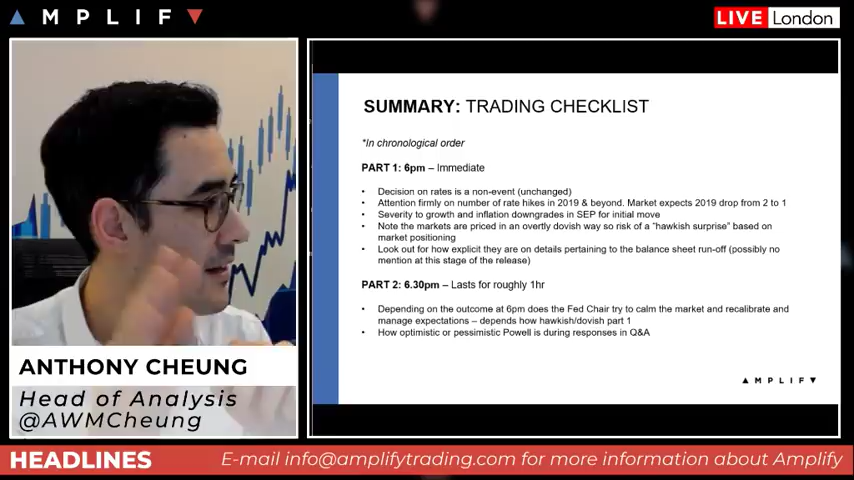 AMPLIFY
LIVE London
SUMMARY: TRADING CHECKLIST
*In chronological order
PART 1: 6pm – Immediate
• Decision on rates is a non-event (unchanged)
• Attention firmly on number of rate hikes in 2019 & beyond. Market expects 2019 drop from 2 to 1
• Severity to growth and inflation downgrades in SEP for initial move
• Note the markets are priced in an overtly dovish way so risk of a “hawkish surprise” based on
market positioning
• Look out for how explicit they are on details pertaining to the balance sheet run-off (possibly no
mention at this stage of the release)
PART 2: 6.30pm – Lasts for roughly 1hr
• Depending on the outcome at 6pm does the Fed Chair try to calm the market and recalibrate and
manage expectations – depends how hawkish/dovish part 1
• How optimistic or pessimistic Powell is during responses in Q&A
AMPLIFY
ANTHONY CHEUNG
Head of Analysis
@AWMCheung
HEADLINES
E-mail info@amplifytrading.com for more information about Amplify